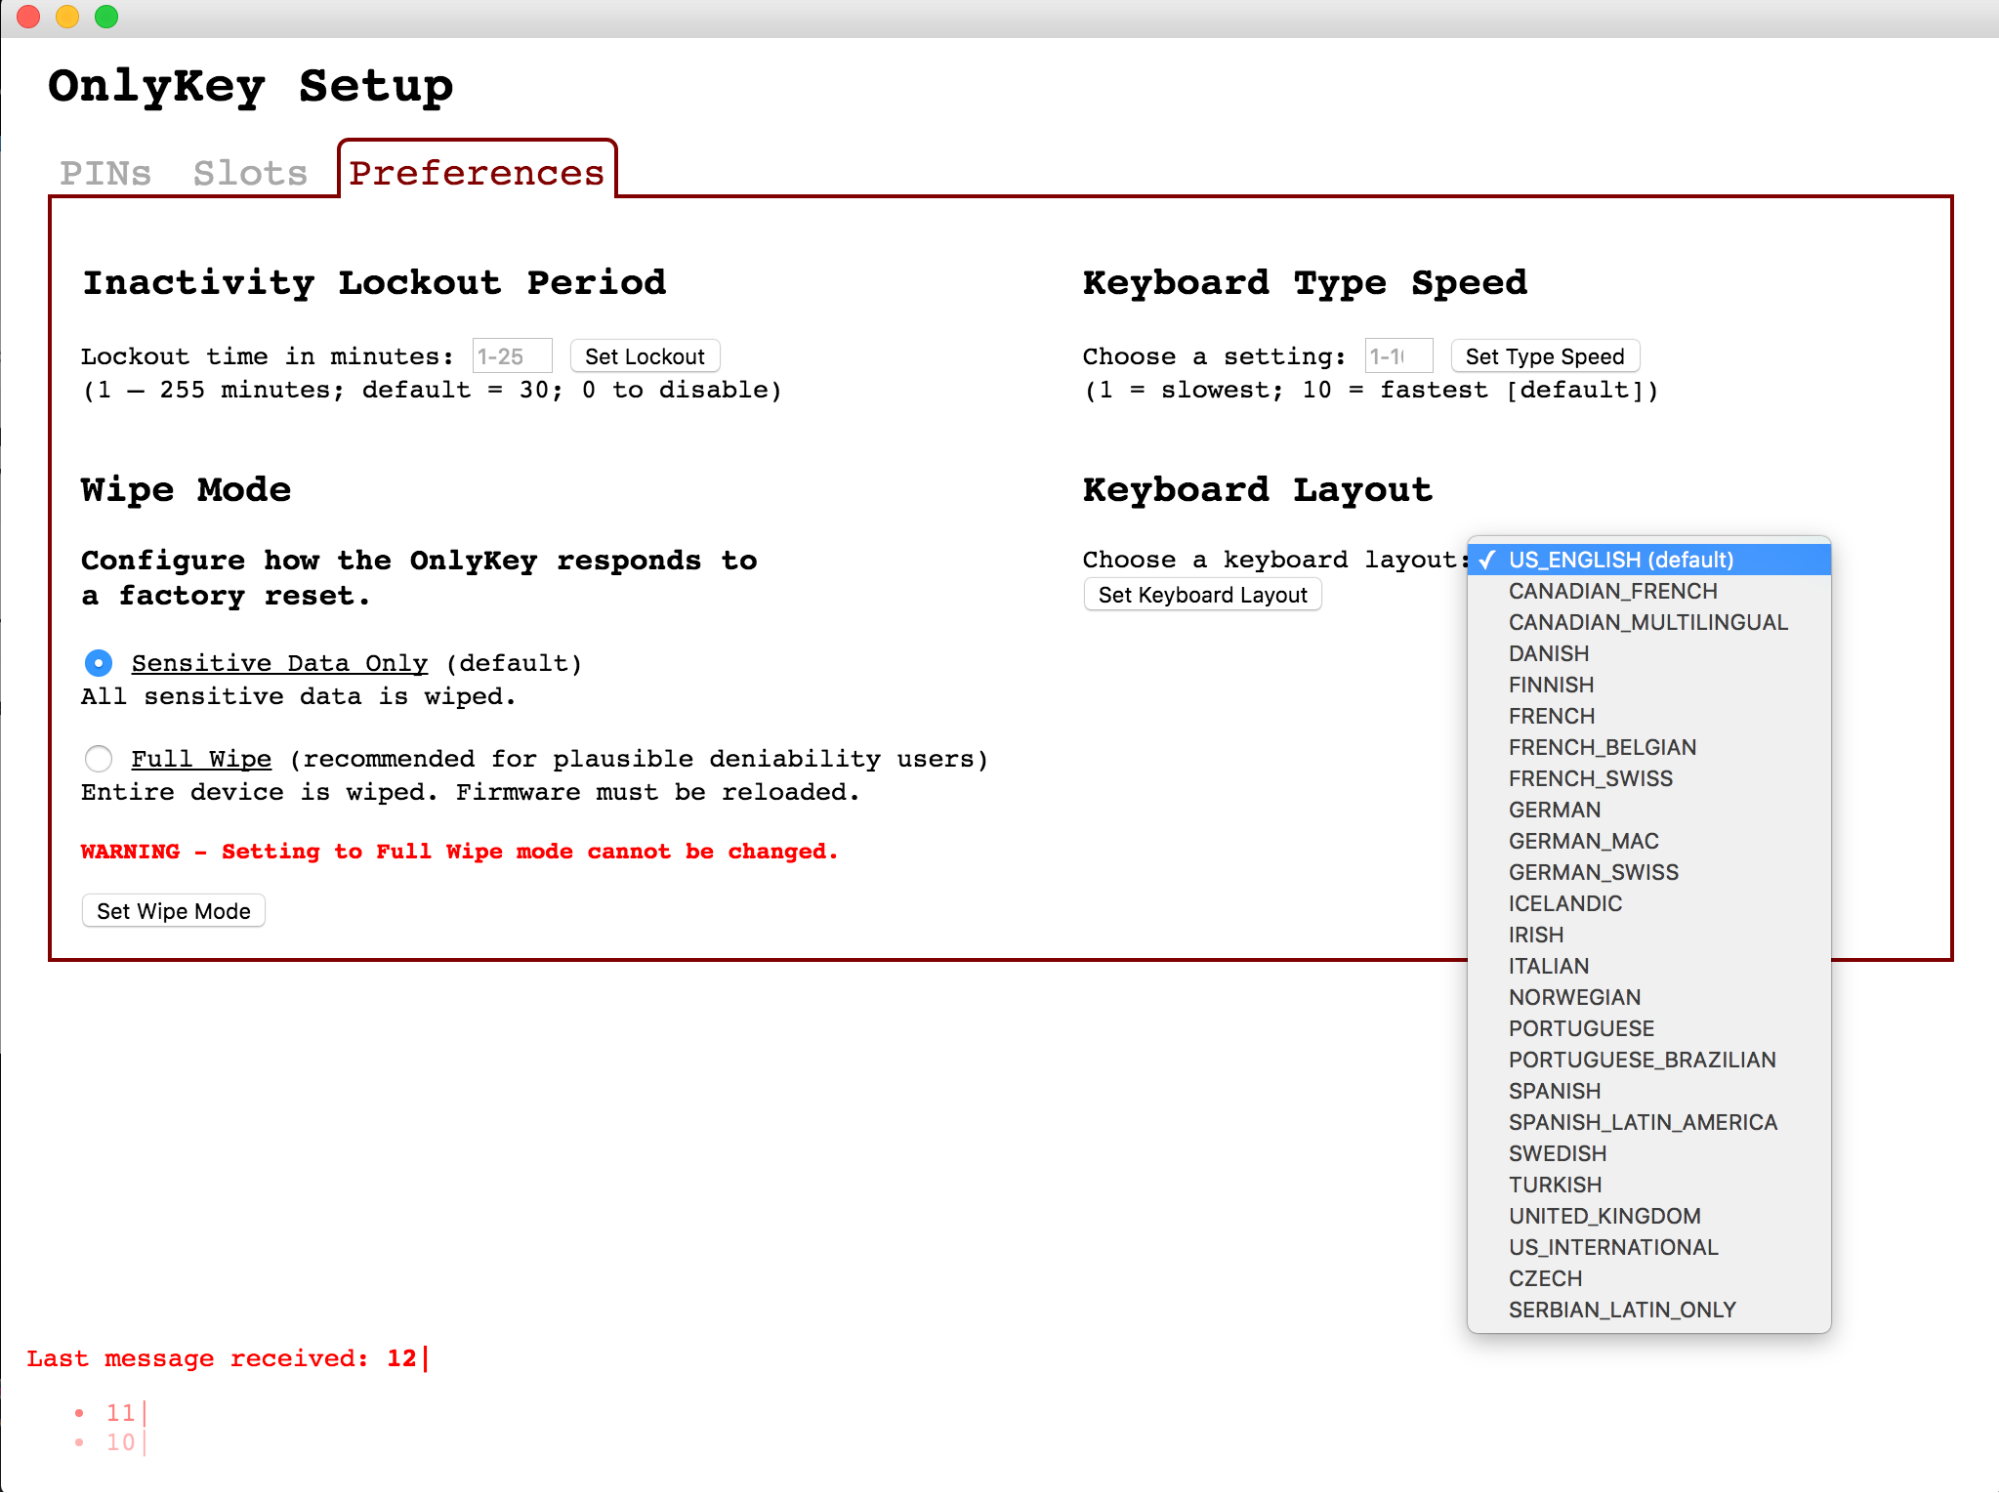 OnlyKey Setup
PINs Slots Preferences
Inactivity Lockout Period
Lockout time in minutes: 1-25 Set Lockout
(1 – 255 minutes; default = 30; 0 to disable)
Wipe Mode
Configure how the OnlyKey responds to
a factory reset.
Sensitive Data Only (default)
All sensitive data is wiped.
Full Wipe (recommended for plausible deniability users)
Entire device is wiped. Firmware must be reloaded.
WARNING - Setting to Full Wipe mode cannot be changed.
Set Wipe Mode
Keyboard Type Speed
Choose a setting: 1-1 Set Type Speed
(1 = slowest; 10 = fastest [default])
Keyboard Layout
Choose a keyboard layout:
Set Keyboard Layout
✓ US_ENGLISH (default)
CANADIAN_FRENCH
CANADIAN_MULTILINGUAL
DANISH
FINNISH
FRENCH
FRENCH_BELGIAN
FRENCH_SWISS
GERMAN
GERMAN_MAC
GERMAN_SWISS
ICELANDIC
IRISH
ITALIAN
NORWEGIAN
PORTUGUESE
PORTUGUESE_BRAZILIAN
SPANISH
SPANISH_LATIN_AMERICA
SWEDISH
TURKISH
UNITED_KINGDOM
US_INTERNATIONAL
CZECH
SERBIAN_LATIN_ONLY
Last message received: 12|
• 11|
• 10|